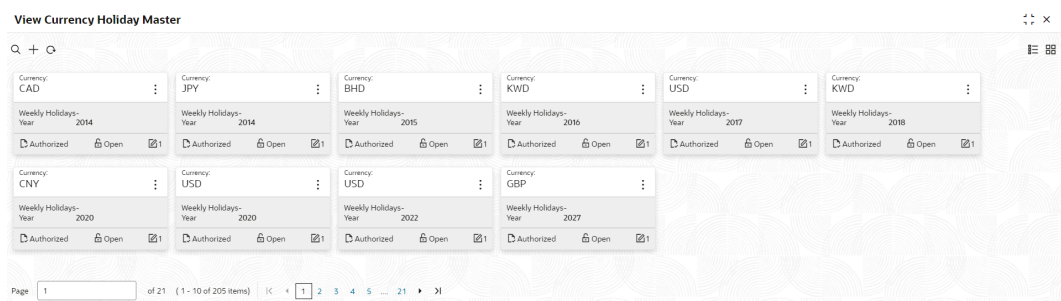 View Currency Holiday Master
Currency: Currency: Currency: Currency: Currency: Currency:
CAD JPY BHD KWD USD KWD
Weekly Holidays- Weekly Holidays- Weekly Holidays- Weekly Holidays- Weekly Holidays- Weekly Holidays-
Year 2014 Year 2014 Year 2015 Year 2016 Year 2017 Year 2018
Authorized Open 1 Authorized Open 1 Authorized Open 1 Authorized Open 1 Authorized Open 1 Authorized Open 1
Currency: Currency: Currency: Currency:
CNY USD USD GBP
Weekly Holidays- Weekly Holidays- Weekly Holidays- Weekly Holidays-
Year 2020 Year 2020 Year 2022 Year 2027
Authorized Open 1 Authorized Open 1 Authorized Open 1 Authorized Open 1
Page 1 of 21 (1 - 10 of 205 items) 1 2 3 4 5 .... 21